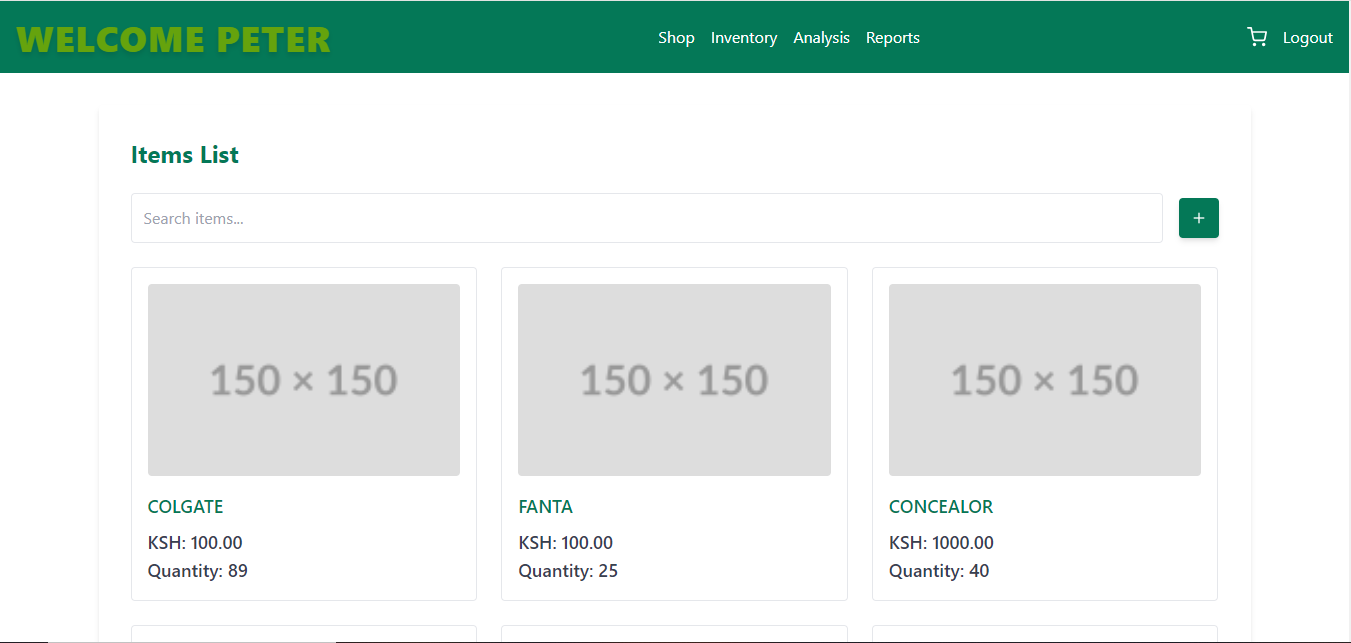 WELCOME PETER
Shop Inventory Analysis Reports
Logout
Items List
Search items...
+
150 × 150
150 × 150
150 × 150
COLGATE
KSH: 100.00
Quantity: 89
FANTA
KSH: 100.00
Quantity: 25
CONCEALOR
KSH: 1000.00
Quantity: 40